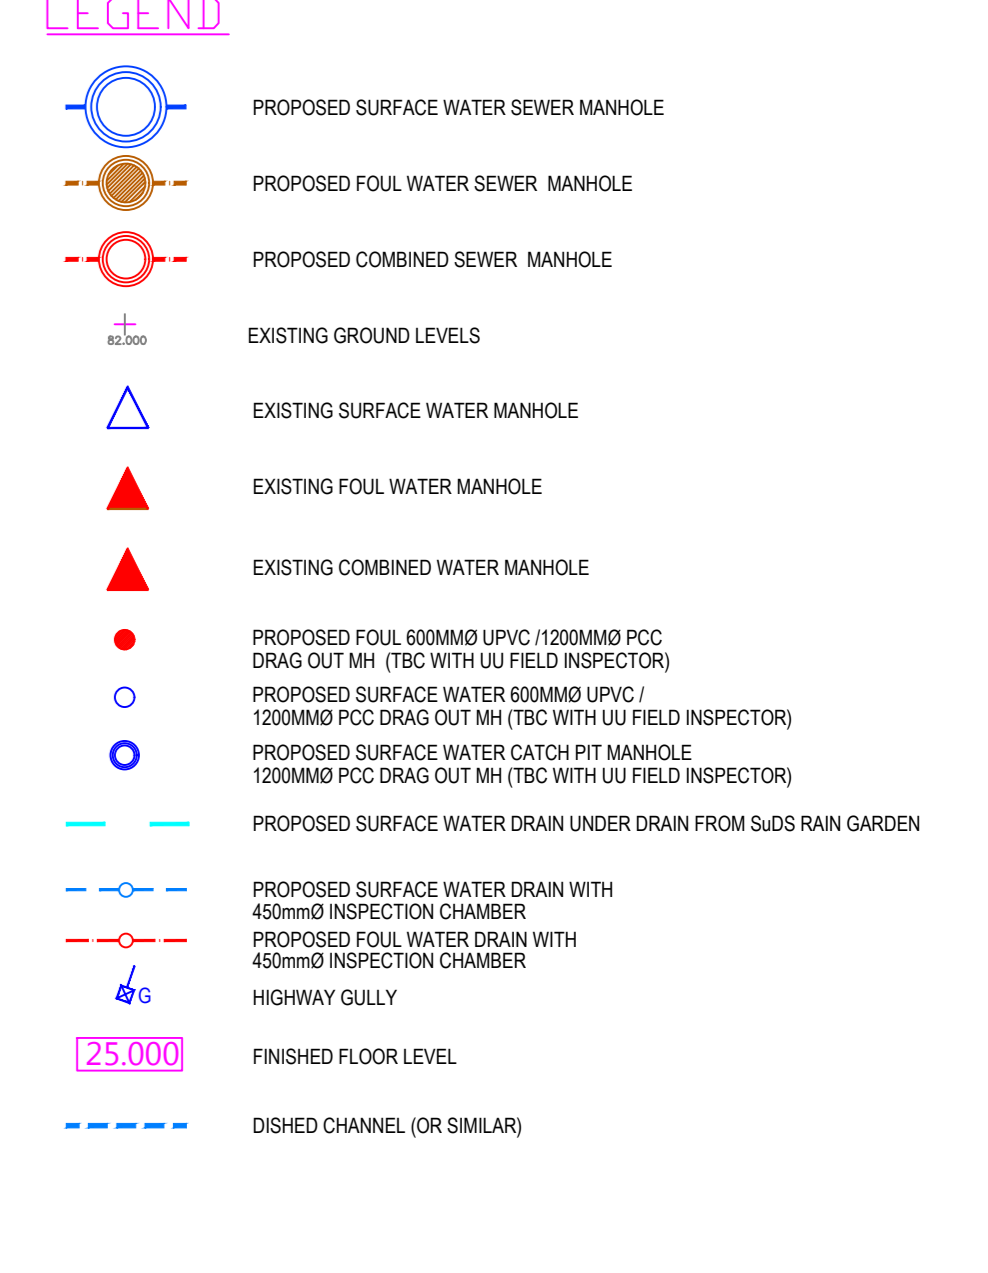 LEGEND
PROPOSED SURFACE WATER SEWER MANHOLE
PROPOSED FOUL WATER SEWER MANHOLE
PROPOSED COMBINED SEWER MANHOLE
82.000
EXISTING GROUND LEVELS
EXISTING SURFACE WATER MANHOLE
EXISTING FOUL WATER MANHOLE
EXISTING COMBINED WATER MANHOLE
PROPOSED FOUL 600MMØ UPVC /1200MMØ PCC
DRAG OUT MH (TBC WITH UU FIELD INSPECTOR)
PROPOSED SURFACE WATER 600MMØ UPVC /
1200MMØ PCC DRAG OUT MH (TBC WITH UU FIELD INSPECTOR)
PROPOSED SURFACE WATER CATCH PIT MANHOLE
1200MMØ PCC DRAG OUT MH (TBC WITH UU FIELD INSPECTOR)
PROPOSED SURFACE WATER DRAIN UNDER DRAIN FROM SuDS RAIN GARDEN
PROPOSED SURFACE WATER DRAIN WITH
450mmØ INSPECTION CHAMBER
PROPOSED FOUL WATER DRAIN WITH
450mmØ INSPECTION CHAMBER
G
HIGHWAY GULLY
25.000
FINISHED FLOOR LEVEL
DISHED CHANNEL (OR SIMILAR)